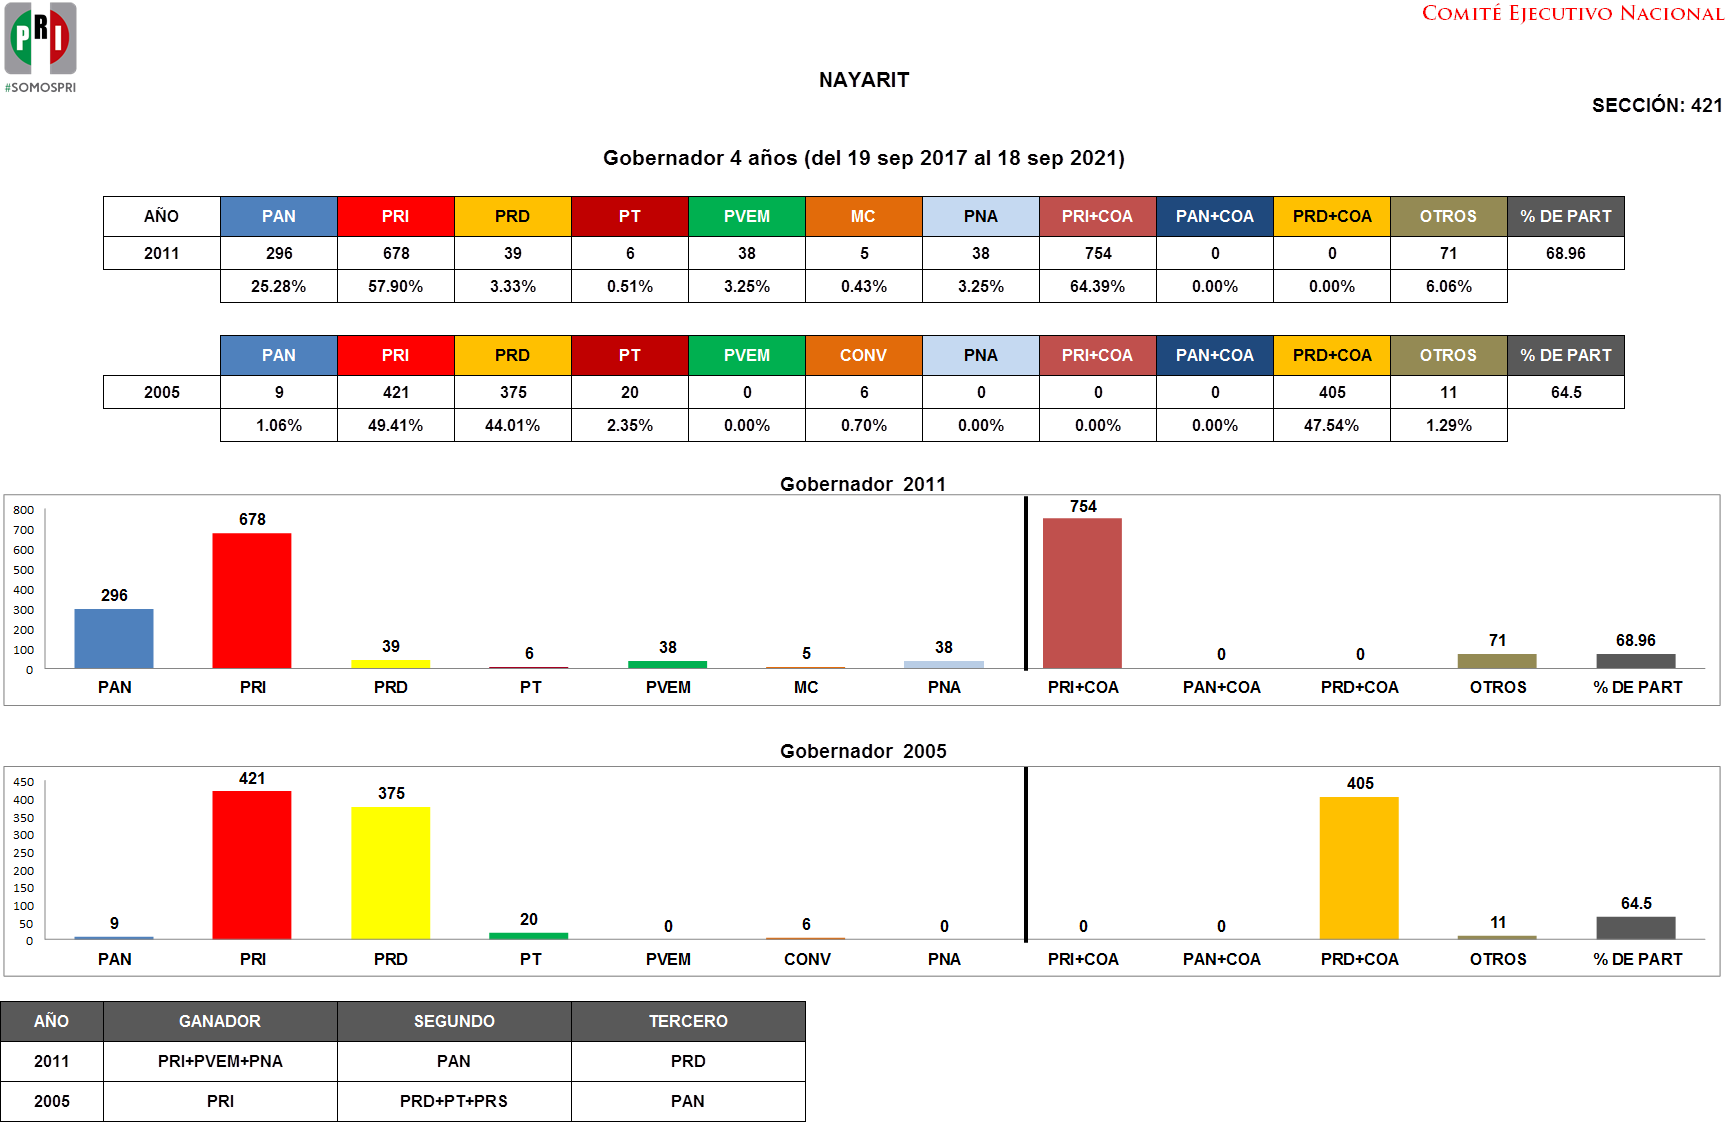 PRI
#SOMOSPRI
COMITÉ EJECUTIVO NACIONAL
NAYARIT
SECCIÓN: 421
Gobernador 4 años (del 19 sep 2017 al 18 sep 2021)
AÑO PAN PRI PRD PT PVEM MC PNA PRI+COA PAN+COA PRD+COA OTROS % DE PART
2011 296 678 39 6 38 5 38 754 0 0 71 68.96
25.28% 57.90% 3.33% 0.51% 3.25% 0.43% 3.25% 64.39% 0.00% 0.00% 6.06%
PAN PRI PRD PT PVEM CONV PNA PRI+COA PAN+COA PRD+COA OTROS % DE PART
2005 9 421 375 20 0 6 0 0 0 405 11 64.5
1.06% 49.41% 44.01% 2.35% 0.00% 0.70% 0.00% 0.00% 0.00% 47.54% 1.29%
Gobernador 2011
800
700
600
500
400
300
200
100
0
296 678 39 6 38 5 38 754 0 0 71 68.96
PAN PRI PRD PT PVEM MC PNA PRI+COA PAN+COA PRD+COA OTROS % DE PART
Gobernador 2005
450
400
350
300
250
200
150
100
50
0
9 421 375 20 0 6 0 0 0 405 11 64.5
PAN PRI PRD PT PVEM CONV PNA PRI+COA PAN+COA PRD+COA OTROS % DE PART
AÑO GANADOR SEGUNDO TERCERO
2011 PRI+PVEM+PNA PAN PRD
2005 PRI PRD+PT+PRS PAN